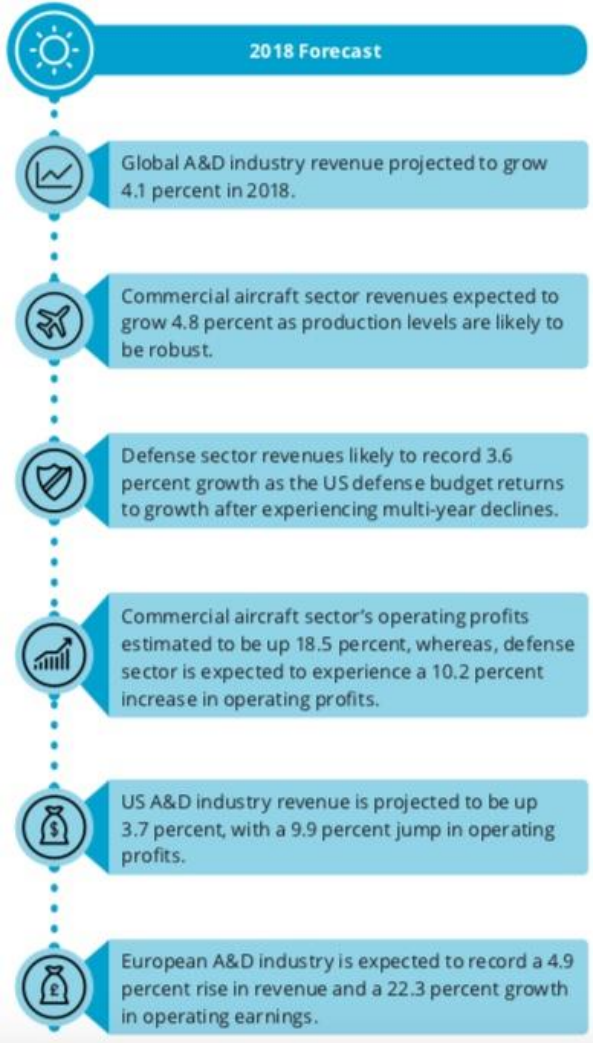 2018 Forecast
Global A&D industry revenue projected to grow
4.1 percent in 2018.
Commercial aircraft sector revenues expected to
grow 4.8 percent as production levels are likely to
be robust.
Defense sector revenues likely to record 3.6
percent growth as the US defense budget returns
to growth after experiencing multi-year declines.
Commercial aircraft sector's operating profits
estimated to be up 18.5 percent, whereas, defense
sector is expected to experience a 10.2 percent
increase in operating profits.
US A&D industry revenue is projected to be up
3.7 percent, with a 9.9 percent jump in operating
profits.
$
European A&D industry is expected to record a 4.9
percent rise in revenue and a 22.3 percent growth
in operating earnings.
£